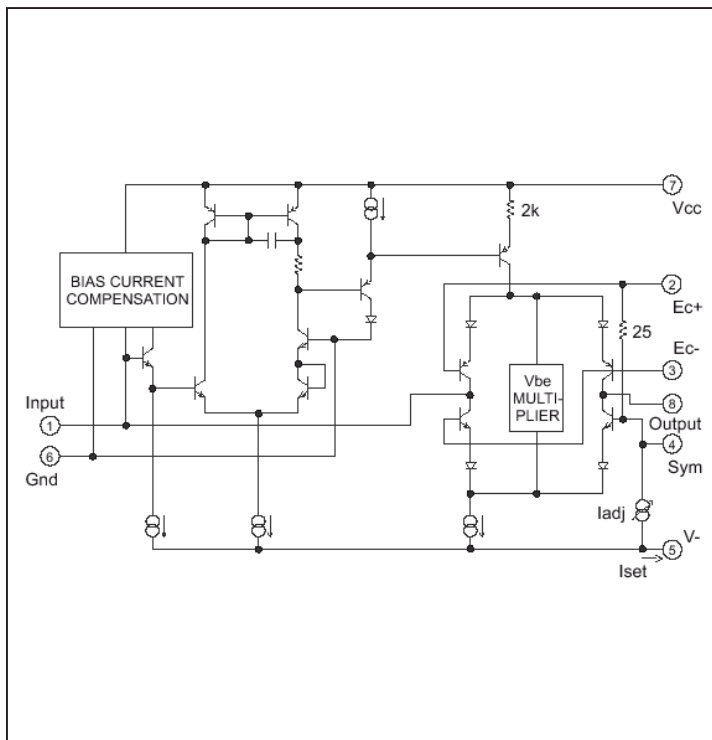 7
Vcc
2k
BIAS CURRENT
COMPENSATION
2
Ec+
25
Ec-
3
Vbe
MULTI-
PLIER
Input
1
8
Output
6
Gnd
4
Sym
Iadj
V-
5
Iset